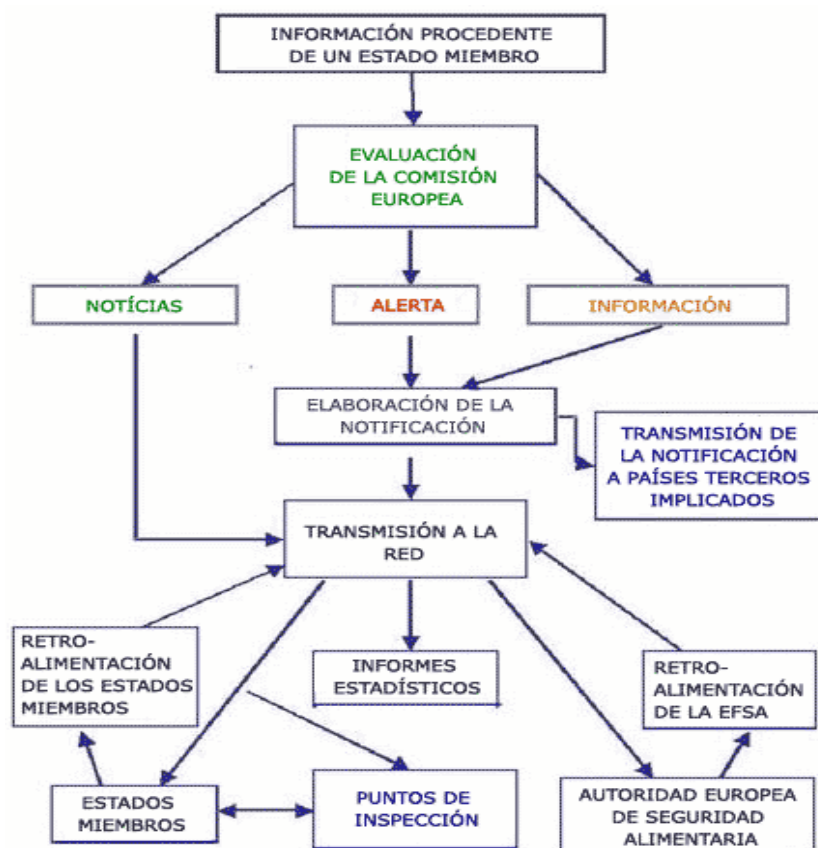 INFORMACIÓN PROCEDENTE
DE UN ESTADO MIEMBRO
EVALUACIÓN
DE LA COMISIÓN
EUROPEA
NOTÍCIAS
ALERTA
INFORMACIÓN
ELABORACIÓN DE LA
NOTIFICACIÓN
TRANSMISIÓN DE
LA NOTIFICACIÓN
A PAÍSES TERCEROS
IMPLICADOS
TRANSMISIÓN A LA
RED
RETRO-
ALIMENTACIÓN
DE LOS ESTADOS
MIEMBROS
INFORMES
ESTADÍSTICOS
RETRO-
ALIMENTACIÓN
DE LA EFSA
ESTADOS
MIEMBROS
PUNTOS DE
INSPECCIÓN
AUTORIDAD EUROPEA
DE SEGURIDAD
ALIMENTARIA